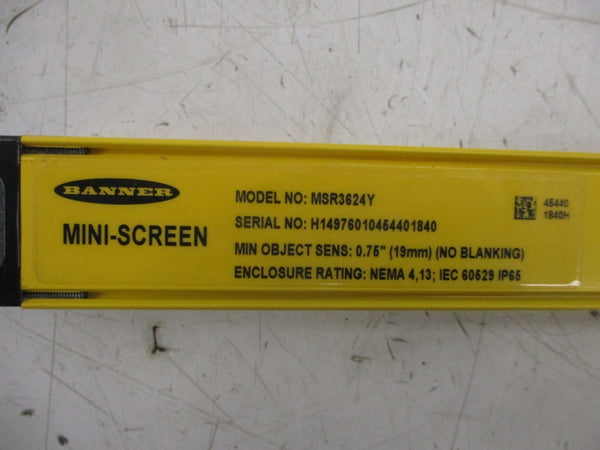 BANNER
MINI-SCREEN
MODEL NO: MSR3624Y
SERIAL NO: H14976010454401840
MIN OBJECT SENS: 0.75" (19mm) (NO BLANKING)
ENCLOSURE RATING: NEMA 4,13; IEC 60529 IP65
45440
1840H